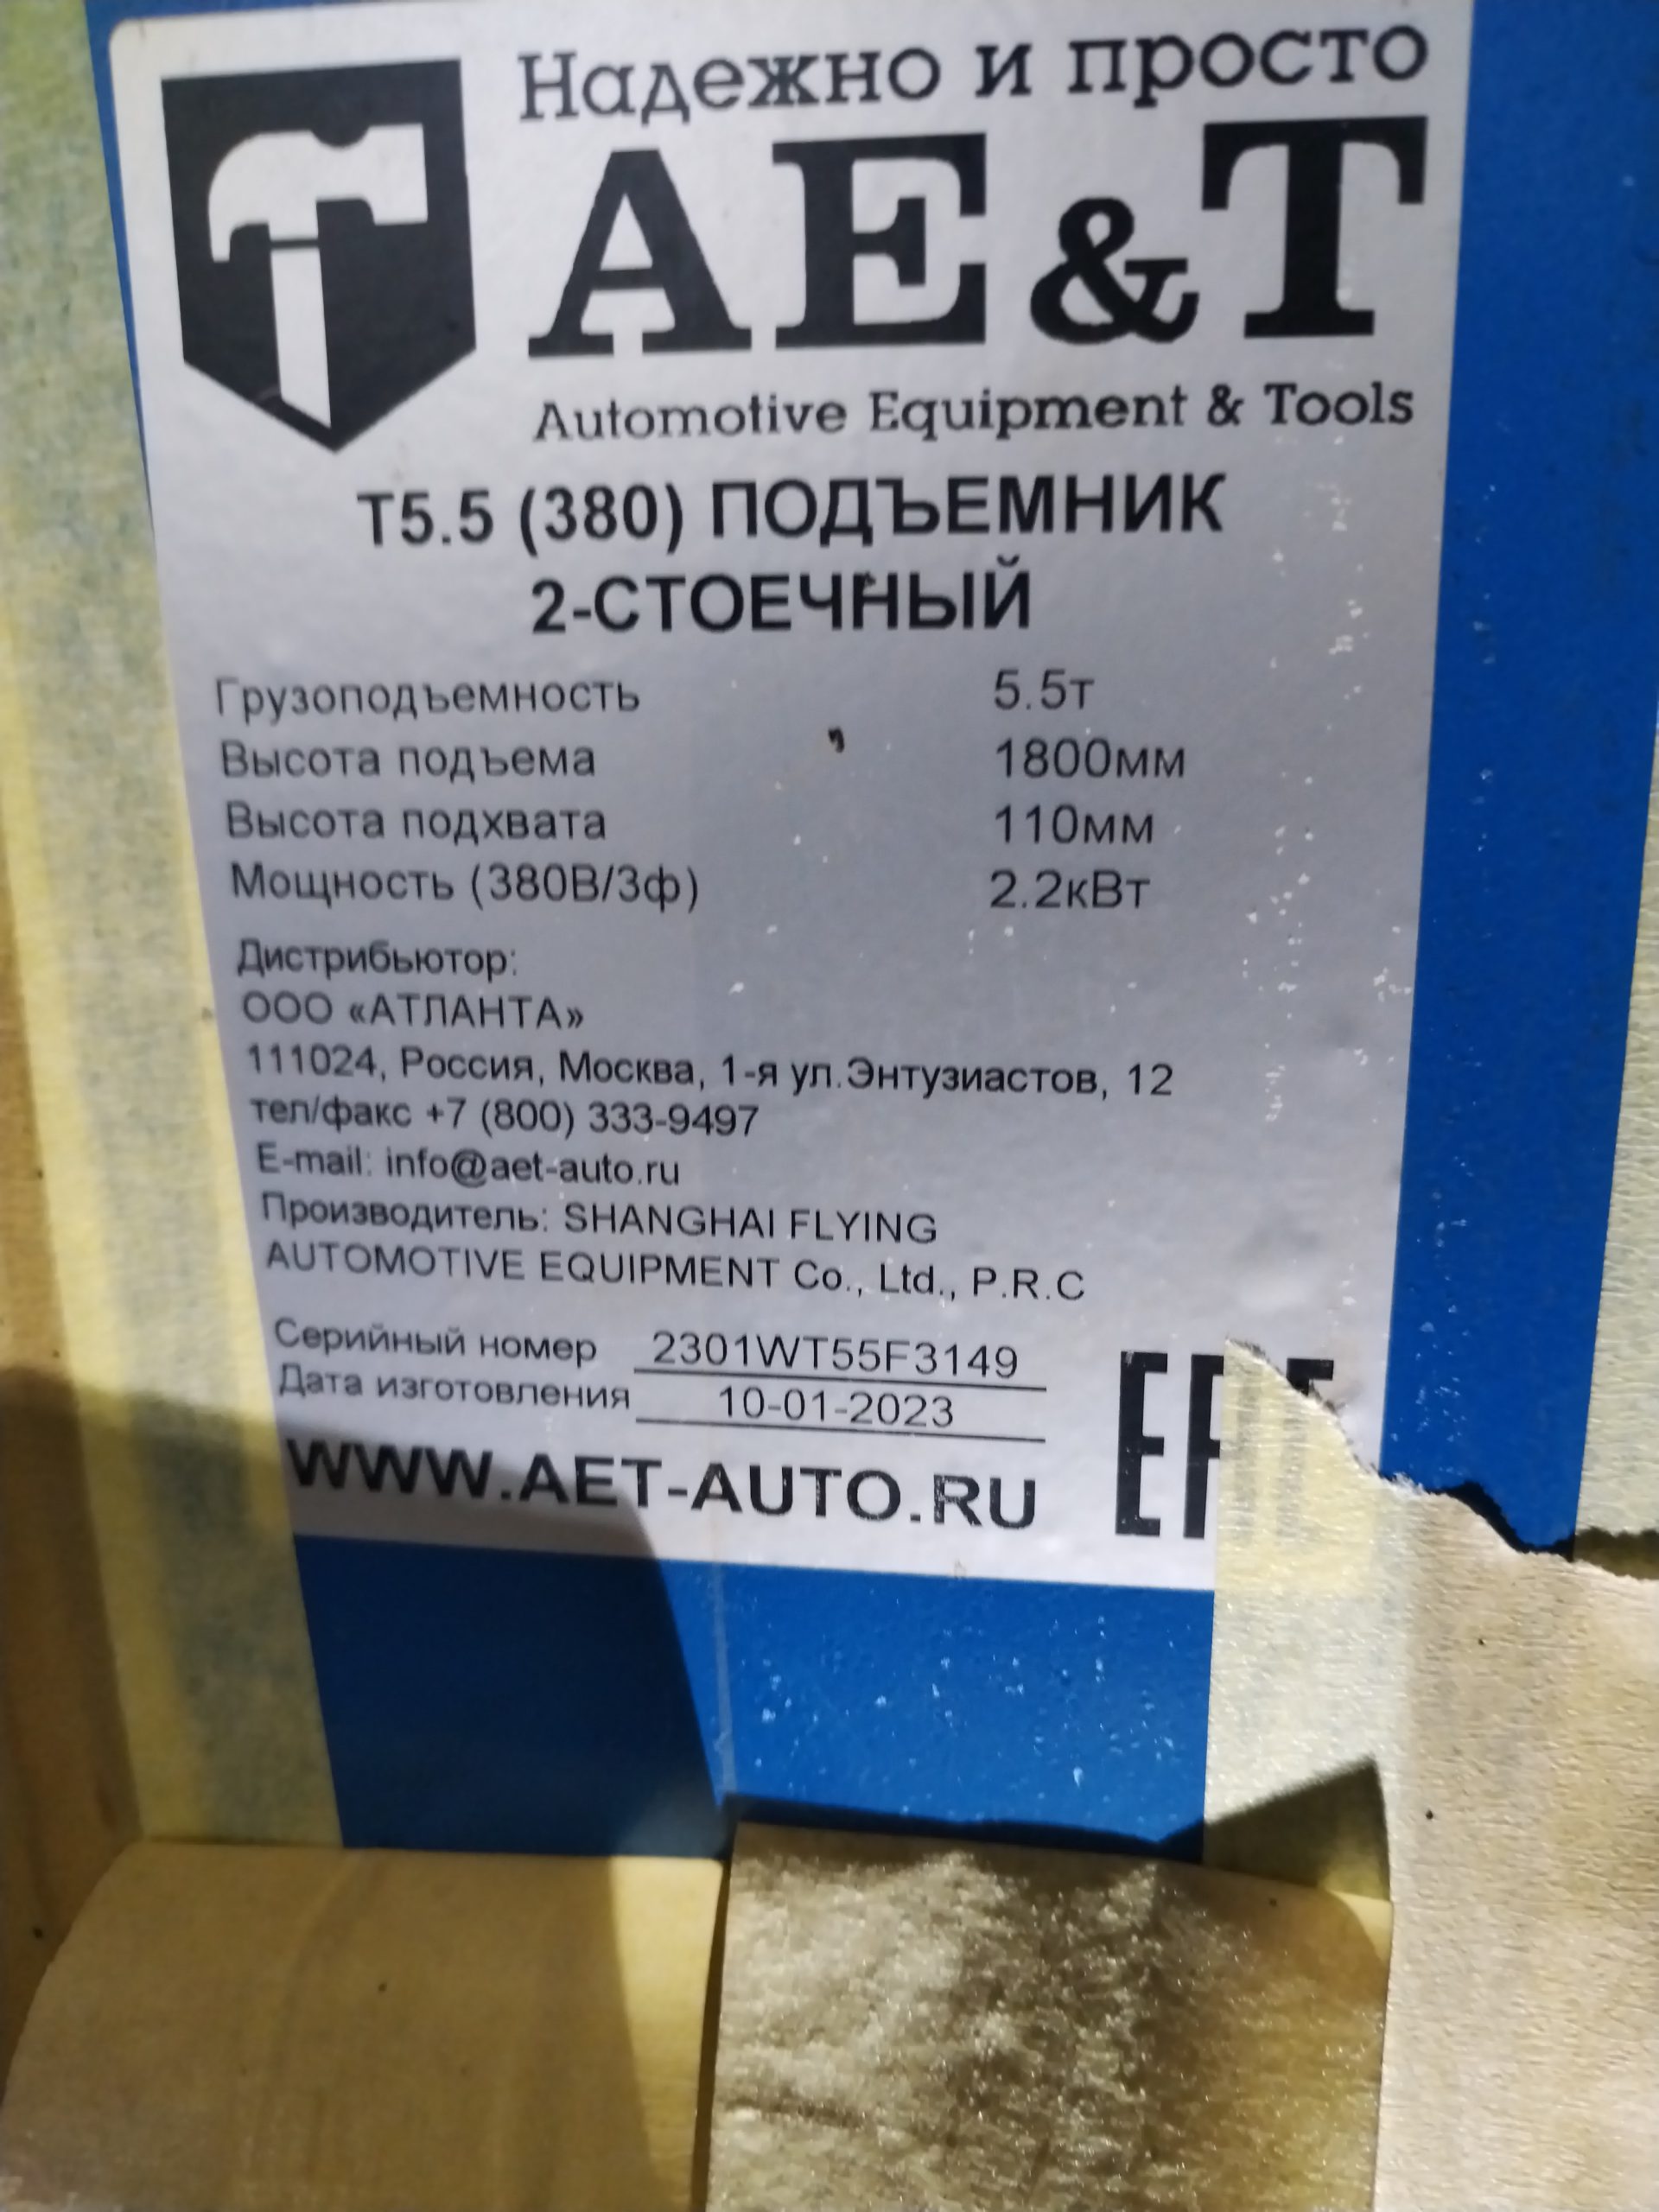 Надежно и просто
AE&T
Automotive Equipment & Tools
Т5.5 (380) ПОДЪЕМНИК
2-СТОЕЧНЫЙ
Грузоподъемность 5.5т
Высота подъема 1800мм
Высота подхвата 110мм
Мощность (380В/3ф) 2.2кВт
Дистрибьютор:
ООО «АТЛАНТА»
111024, Россия, Москва, 1-я ул.Энтузиастов, 12
тел/факс +7 (800) 333-9497
E-mail: info@aet-auto.ru
Производитель: SHANGHAI FLYING
AUTOMOTIVE EQUIPMENT Co., Ltd., P.R.C
Серийный номер 2301WT55F3149
Дата изготовления 10-01-2023
WWW.AET-AUTO.RU